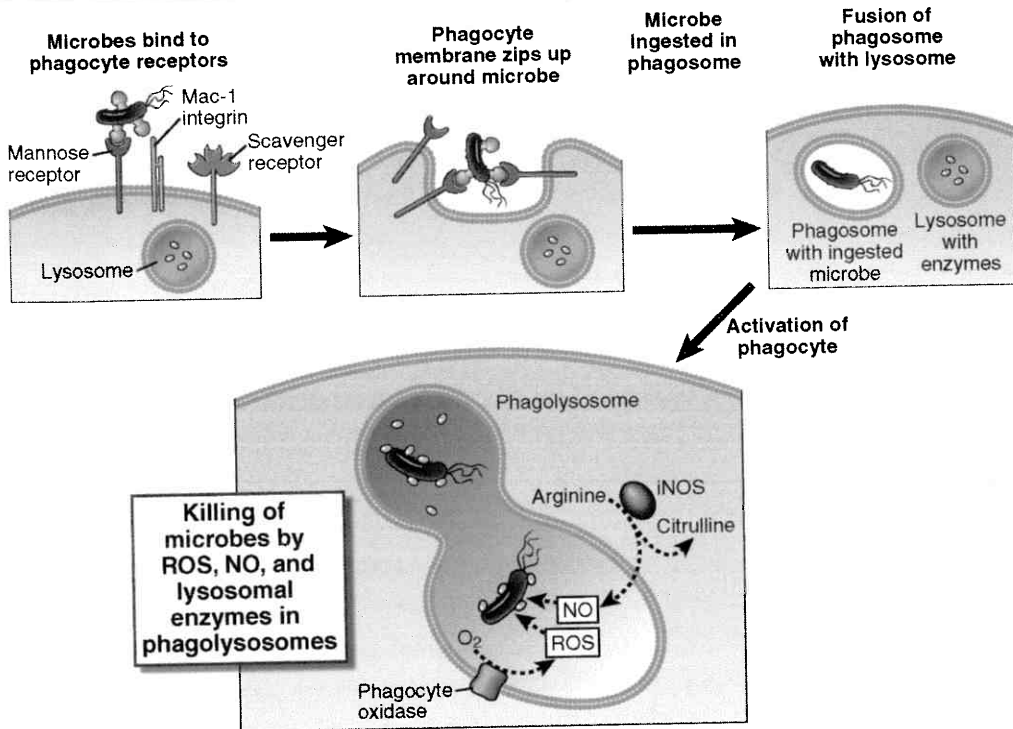 Microbes bind to
phagocyte receptors
Mac-1
integrin
Mannose
receptor
Scavenger
receptor
Lysosome
Phagocyte
membrane zips up
around microbe
Microbe
Ingested in
phagosome
Fusion of
phagosome
with lysosome
Phagosome
with ingested
microbe
Lysosome
with
enzymes
Activation of
phagocyte
Phagolysosome
Arginine
iNOS
Citrulline
NO
ROS
O2
Phagocyte
oxidase
Killing of
microbes by
ROS, NO, and
lysosomal
enzymes in
phagolysosomes